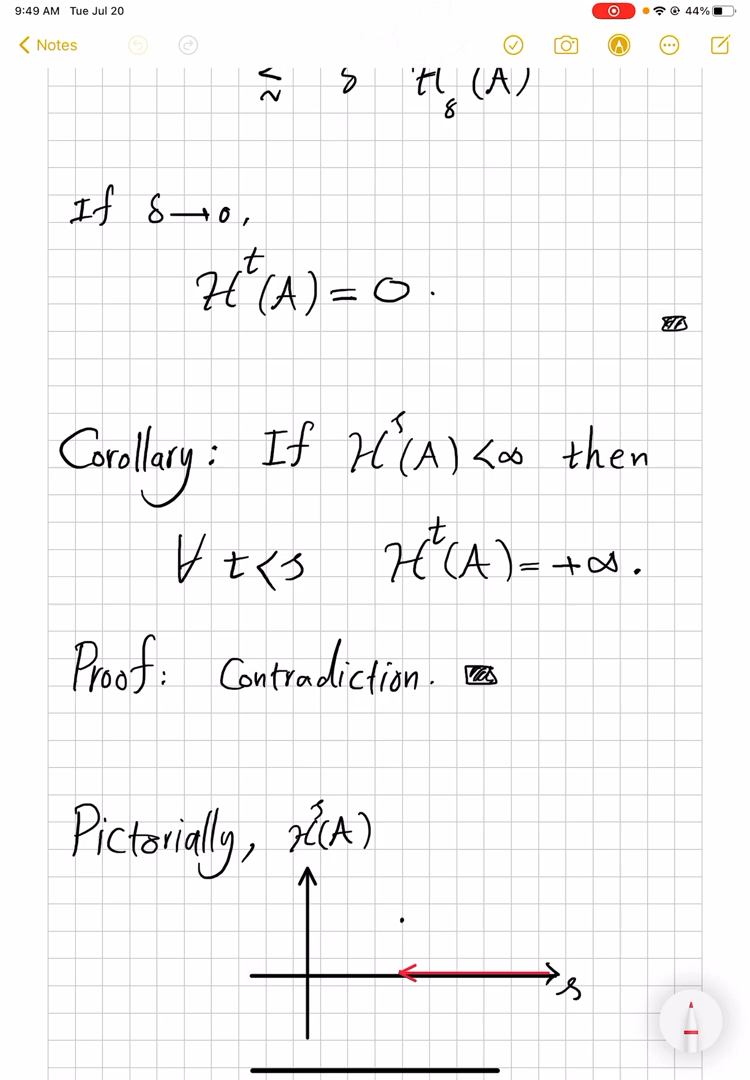 9:49 AM Tue Jul 20 44%
Notes
≲ δ ℋ_δ (A)
If δ→0,
ℋ^t(A) = 0.
Corollary: If ℋ^s(A) <∞ then
∀ t<s ℋ^t(A) = +∞.
Proof: Contradiction.
Pictorially, ℋ^s(A)
s